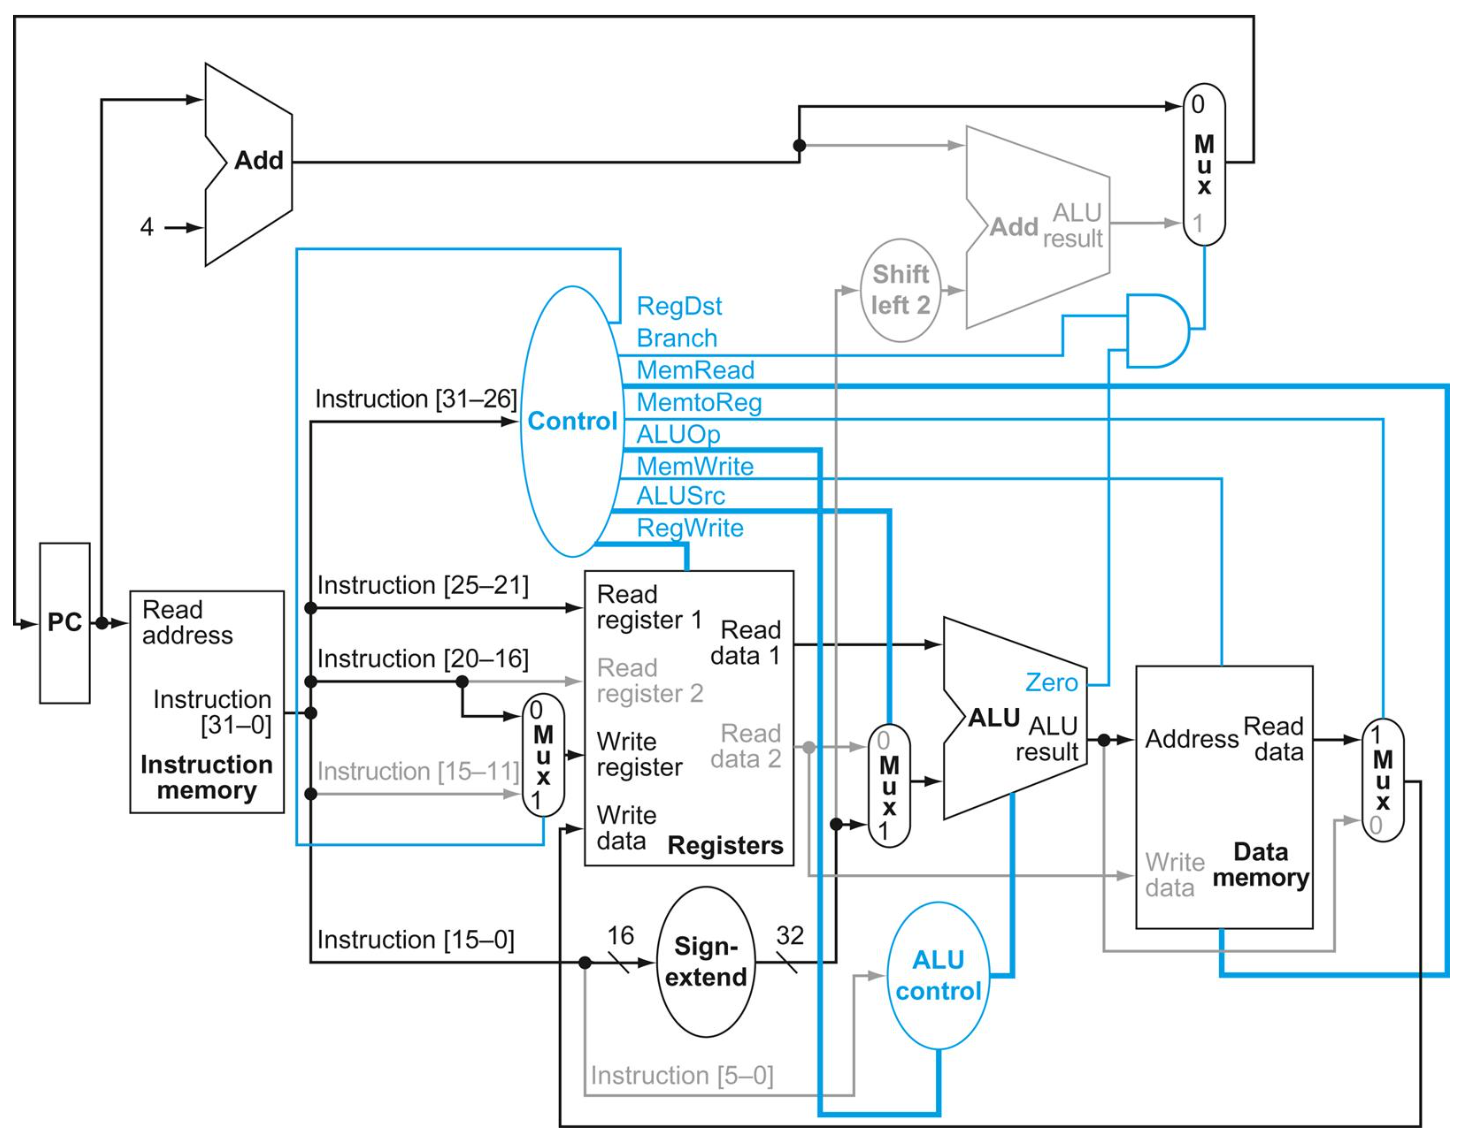 0
M
u
x
1
Add
4
Add
ALU
result
Shift
left 2
RegDst
Branch
MemRead
MemtoReg
ALUOp
MemWrite
ALUSrc
RegWrite
Control
Instruction [31–26]
PC
Read
address
Instruction
[31–0]
Instruction
memory
Instruction [25–21]
Instruction [20–16]
Instruction [15–11]
0
M
u
x
1
Read
register 1
Read
register 2
Write
register
Write
data
Read
data 1
Read
data 2
Registers
0
M
u
x
1
Zero
ALU
ALU
result
Address
Read
data
Write
data
Data
memory
1
M
u
x
0
Instruction [15–0]
16
Sign-
extend
32
ALU
control
Instruction [5–0]